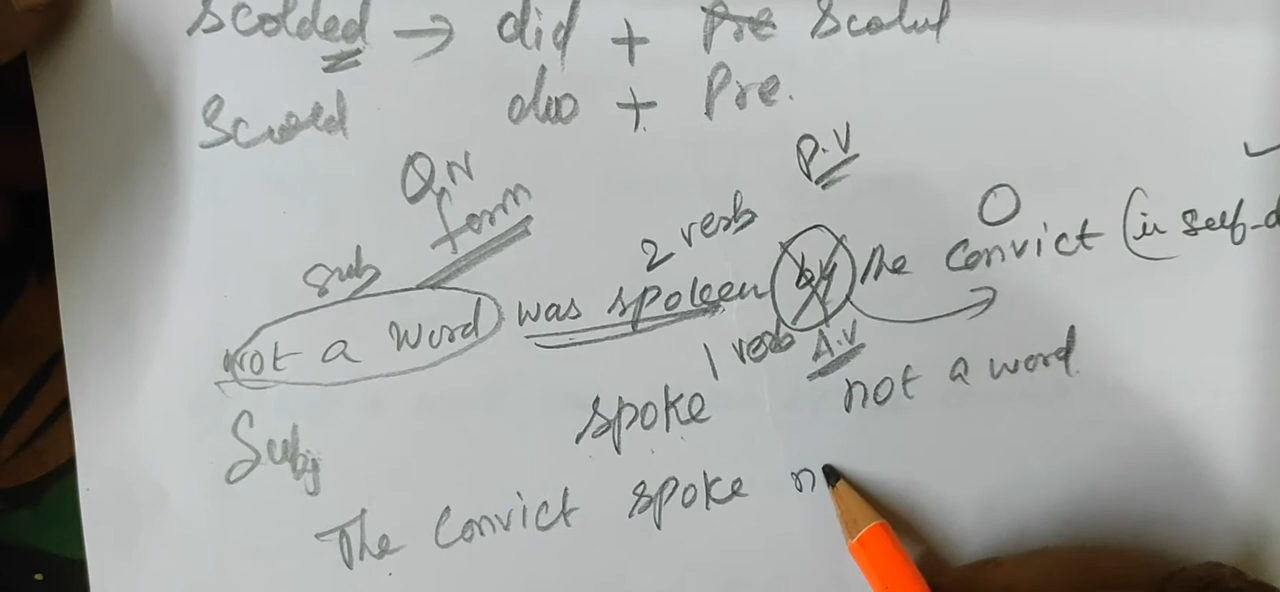 scolded → did + Pre Scold
Scold do + Pre.
Q.N form P.V
sub 2 verb O
not a word was spoken by the convict (in self-d
1 verb A.V
Subj spoke not a word.
The convict spoke n